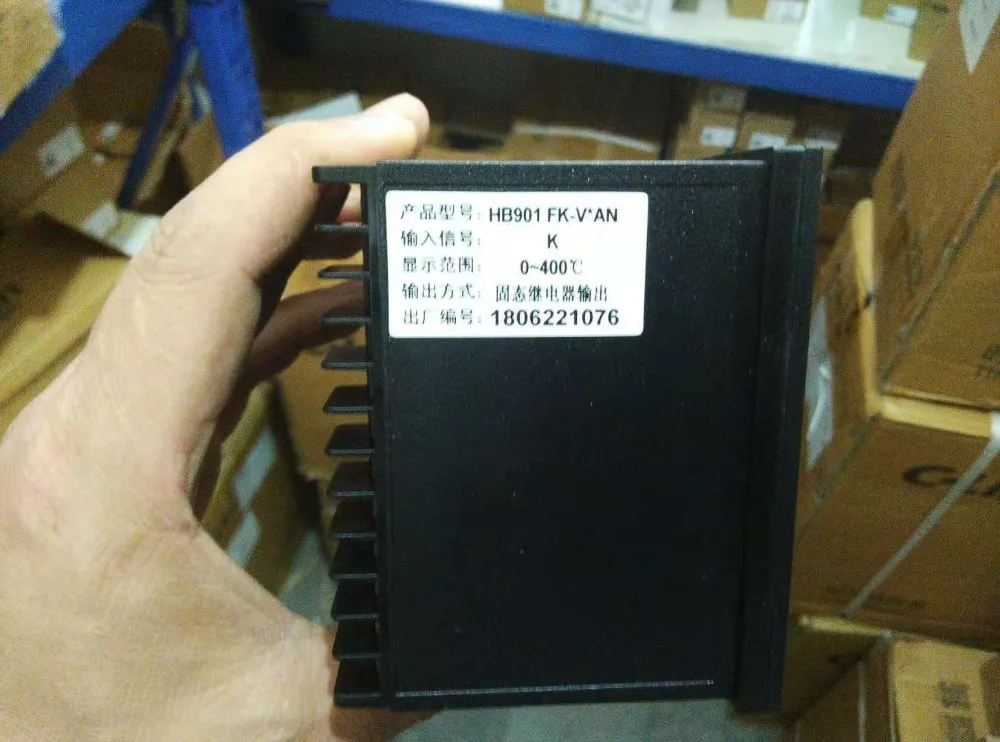 产品型号: HB901 FK-V*AN
输入信号: K
显示范围: 0~400℃
输出方式: 固态继电器输出
出厂编号: 1806221076